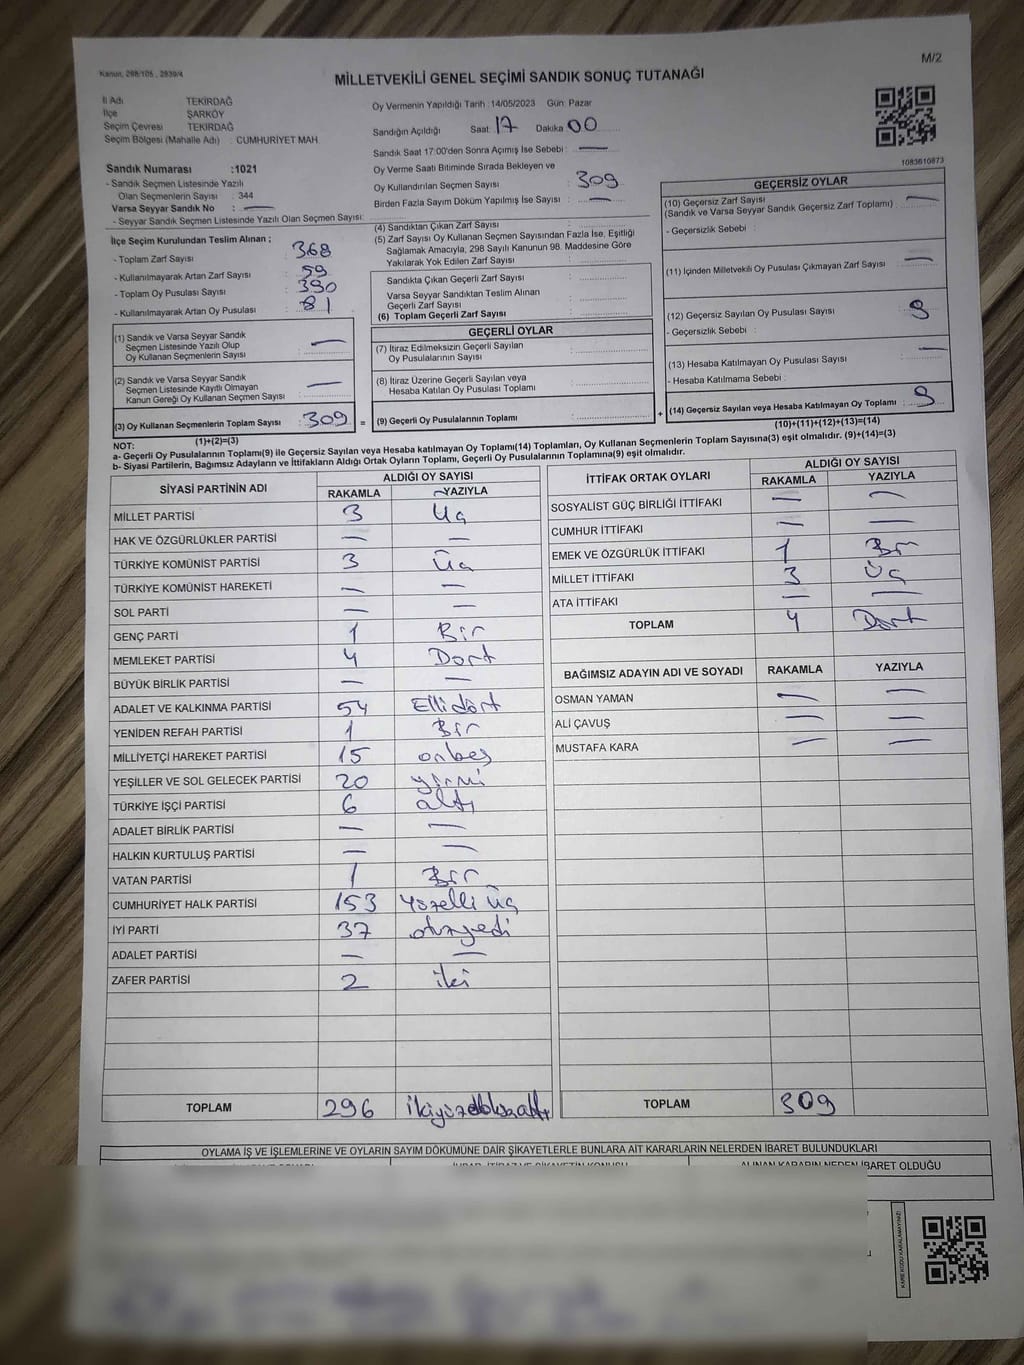 Kanun, 298/105 , 2839/4
M/2
MİLLETVEKİLİ GENEL SEÇİMİ SANDIK SONUÇ TUTANAĞI
İl Adı TEKİRDAĞ
İlçe ŞARKÖY
Seçim Çevresi TEKİRDAĞ
Seçim Bölgesi (Mahalle Adı) : CUMHURİYET MAH
Oy Vermenin Yapıldığı Tarih :14/05/2023 Gün: Pazar
Sandığın Açıldığı Saat: 17 Dakika 00
Sandık Saat 17:00'den Sonra Açımış İse Sebebi : —
Oy Verme Saati Bitiminde Sırada Bekleyen ve
Oy Kullandırılan Seçmen Sayısı : 309
Birden Fazla Sayım Döküm Yapılmış İse Sayısı : —
1083610873
Sandık Numarası :1021
- Sandık Seçmen Listesinde Yazılı
Olan Seçmenlerin Sayısı : 344
Varsa Seyyar Sandık No : —
- Seyyar Sandık Seçmen Listesinde Yazılı Olan Seçmen Sayısı:
İlçe Seçim Kurulundan Teslim Alınan ;
- Toplam Zarf Sayısı : 368
- Kullanılmayarak Artan Zarf Sayısı : 59
- Toplam Oy Pusulası Sayısı : 390
- Kullanılmayarak Artan Oy Pusulası : 81
(1) Sandık ve Varsa Seyyar Sandık
Seçmen Listesinde Yazılı Olup
Oy Kullanan Seçmenlerin Sayısı : —
(2) Sandık ve Varsa Seyyar Sandık
Seçmen Listesinde Kayıtlı Olmayan
Kanun Gereği Oy Kullanan Seçmen Sayısı : —
(3) Oy Kullanan Seçmenlerin Toplam Sayısı : 309
(1)+(2)=(3)
(4) Sandıktan Çıkan Zarf Sayısı :
(5) Zarf Sayısı Oy Kullanan Seçmen Sayısından Fazla İse, Eşitliği
Sağlamak Amacıyla, 298 Sayılı Kanunun 98. Maddesine Göre
Yakılarak Yok Edilen Zarf Sayısı :
Sandıkta Çıkan Geçerli Zarf Sayısı :
Varsa Seyyar Sandıktan Teslim Alınan
Geçerli Zarf Sayısı :
(6) Toplam Geçerli Zarf Sayısı :
GEÇERLİ OYLAR
(7) İtiraz Edilmeksizin Geçerli Sayılan
Oy Pusulalarının Sayısı :
(8) İtiraz Üzerine Geçerli Sayılan veya
Hesaba Katılan Oy Pusulası Toplamı :
= (9) Geçerli Oy Pusulalarının Toplamı : +
GEÇERSİZ OYLAR
(10) Geçersiz Zarf Sayısı : —
(Sandık ve Varsa Seyyar Sandık Geçersiz Zarf Toplamı)
- Geçersizlik Sebebi :
(11) İçinden Milletvekili Oy Pusulası Çıkmayan Zarf Sayısı : —
(12) Geçersiz Sayılan Oy Pusulası Sayısı : 9
- Geçersizlik Sebebi :
(13) Hesaba Katılmayan Oy Pusulası Sayısı : —
- Hesaba Katılmama Sebebi :
(14) Geçersiz Sayılan veya Hesaba Katılmayan Oy Toplamı : 9
(10)+(11)+(12)+(13)=(14)
NOT:
a- Geçerli Oy Pusulalarının Toplamı(9) ile Geçersiz Sayılan veya Hesaba katılmayan Oy Toplamı(14) Toplamları, Oy Kullanan Seçmenlerin Toplam Sayısına(3) eşit olmalıdır. (9)+(14)=(3)
b- Siyasi Partilerin, Bağımsız Adayların ve İttifakların Aldığı Ortak Oyların Toplamı, Geçerli Oy Pusulalarının Toplamına(9) eşit olmalıdır.
SİYASİ PARTİNİN ADI ALDIĞI OY SAYISI
RAKAMLA YAZIYLA
MİLLET PARTİSİ 3 Üç
HAK VE ÖZGÜRLÜKLER PARTİSİ — —
TÜRKİYE KOMÜNİST PARTİSİ 3 Üç
TÜRKİYE KOMÜNİST HAREKETİ — —
SOL PARTİ — —
GENÇ PARTİ 1 Bir
MEMLEKET PARTİSİ 4 Dort
BÜYÜK BİRLİK PARTİSİ — —
ADALET VE KALKINMA PARTİSİ 54 Ellidört
YENİDEN REFAH PARTİSİ 1 Bir
MİLLİYETÇİ HAREKET PARTİSİ 15 onbeş
YEŞİLLER VE SOL GELECEK PARTİSİ 20 yirmi
TÜRKİYE İŞÇİ PARTİSİ 6 altı
ADALET BİRLİK PARTİSİ — —
HALKIN KURTULUŞ PARTİSİ — —
VATAN PARTİSİ 1 Bir
CUMHURİYET HALK PARTİSİ 153 Yüzelli üç
İYİ PARTİ 37 otuzyedi
ADALET PARTİSİ — —
ZAFER PARTİSİ 2 iki
TOPLAM 296 ikiyüzdoksanaltı
İTTİFAK ORTAK OYLARI ALDIĞI OY SAYISI
RAKAMLA YAZIYLA
SOSYALİST GÜÇ BİRLİĞİ İTTİFAKI — —
CUMHUR İTTİFAKI — —
EMEK VE ÖZGÜRLÜK İTTİFAKI 1 Bir
MİLLET İTTİFAKI 3 Üç
ATA İTTİFAKI — —
TOPLAM 4 Dort
BAĞIMSIZ ADAYIN ADI VE SOYADI RAKAMLA YAZIYLA
OSMAN YAMAN — —
ALİ ÇAVUŞ — —
MUSTAFA KARA — —
TOPLAM 309
OYLAMA İŞ VE İŞLEMLERİNE VE OYLARIN SAYIM DÖKÜMÜNE DAİR ŞİKAYETLERLE BUNLARA AİT KARARLARIN NELERDEN İBARET BULUNDUKLARI
ALINAN KARARIN NEDEN İBARET OLDUĞU
KARE KODU KARALAMAYINIZ!